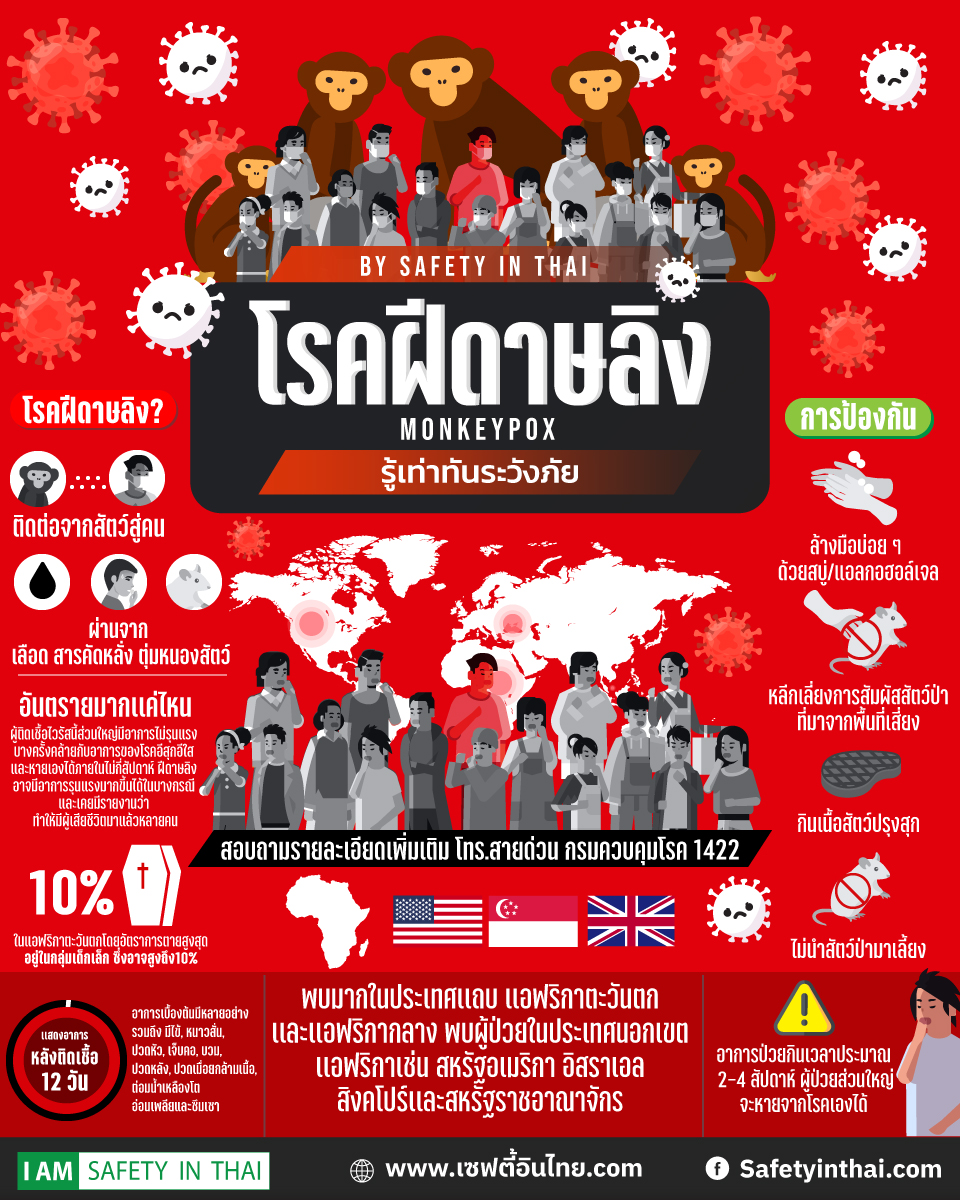 BY SAFETY IN THAI
โรคฝีดาษลิง
MONKEYPOX
รู้เท่าทันระวังภัย
โรคฝีดาษลิง?
ติดต่อจากสัตว์สู่คน
ผ่านจาก
เลือด สารคัดหลั่ง ตุ่มหนองสัตว์
อันตรายมากแค่ไหน
ผู้ติดเชื้อไวรัสนี้ส่วนใหญ่มีอาการไม่รุนแรง
บางครั้งคล้ายกับอาการของโรคอีสุกอีใส
และหายเองได้ภายในไม่กี่สัปดาห์ ฝีดาษลิง
อาจมีอาการรุนแรงมากขึ้นได้ในบางกรณี
และเคยมีรายงานว่า
ทำให้มีผู้เสียชีวิตมาแล้วหลายคน
10%
ในแอฟริกาตะวันตกโดยอัตราการตายสูงสุด
อยู่ในกลุ่มเด็กเล็ก ซึ่งอาจสูงถึง10%
การป้องกัน
ล้างมือบ่อย ๆ
ด้วยสบู่/แอลกอฮอล์เจล
หลีกเลี่ยงการสัมผัสสัตว์ป่า
ที่มาจากพื้นที่เสี่ยง
กินเนื้อสัตว์ปรุงสุก
ไม่นำสัตว์ป่ามาเลี้ยง
สอบถามรายละเอียดเพิ่มเติม โทร.สายด่วน กรมควบคุมโรค 1422
แสดงอาการ
หลังติดเชื้อ
12 วัน
อาการเบื้องต้นมีหลายอย่าง
รวมถึง มีไข้, หนาวสั่น,
ปวดหัว, เจ็บคอ, บวม,
ปวดหลัง, ปวดเมื่อยกล้ามเนื้อ,
ต่อมน้ำเหลืองโต
อ่อนเพลียและซึมเซา
พบมากในประเทศแถบ แอฟริกาตะวันตก
และแอฟริกากลาง พบผู้ป่วยในประเทศนอกเขต
แอฟริกาเช่น สหรัฐอเมริกา อิสราเอล
สิงคโปร์และสหรัฐราชอาณาจักร
อาการป่วยกินเวลาประมาณ
2-4 สัปดาห์ ผู้ป่วยส่วนใหญ่
จะหายจากโรคเองได้
I AM SAFETY IN THAI
www.เซฟตี้อินไทย.com
Safetyinthai.com